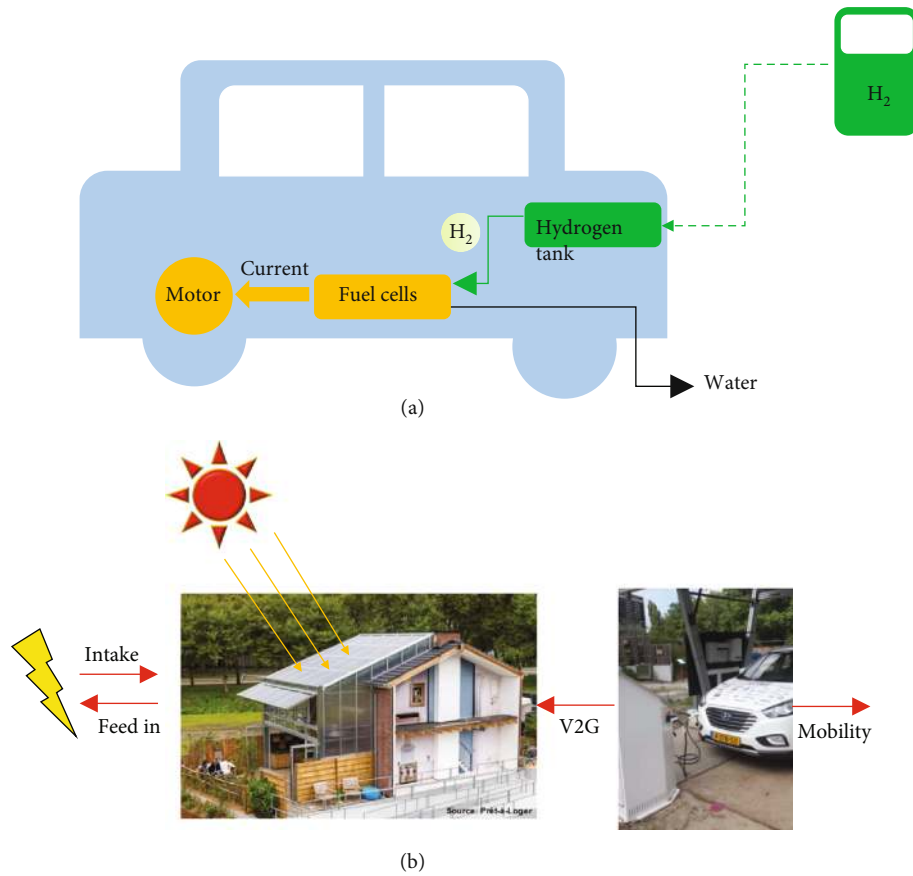 H₂
Hydrogen
tank
H₂
Current
Motor
Fuel cells
Water
(a)
Intake
Feed in
V2G
Mobility
Source: Prêt-à-Loger
(b)